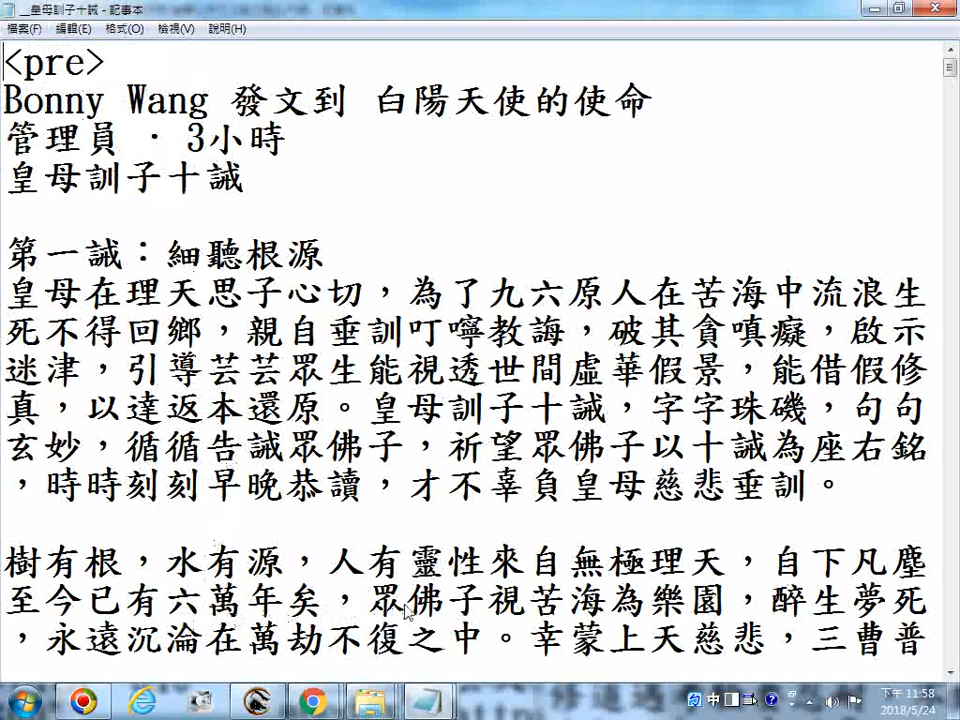 __皇母訓子十誡 - 記事本
檔案(F) 編輯(E) 格式(O) 檢視(V) 說明(H)
<pre>
Bonny Wang 發文到 白陽天使的使命
管理員 · 3小時
皇母訓子十誡
第一誡：細聽根源
皇母在理天思子心切，為了九六原人在苦海中流浪生
死不得回鄉，親自垂訓叮嚀教誨，破其貪嗔癡，啟示
迷津，引導芸芸眾生能視透世間虛華假景，能借假修
真，以達返本還原。皇母訓子十誡，字字珠磯，句句
玄妙，循循告誡眾佛子，祈望眾佛子以十誡為座右銘
，時時刻刻早晚恭讀，才不辜負皇母慈悲垂訓。
樹有根，水有源，人有靈性來自無極理天，自下凡塵
至今已有六萬年矣，眾佛子視苦海為樂園，醉生夢死
，永遠沉淪在萬劫不復之中。幸蒙上天慈悲，三曹普
中
下午 11:58
2018/5/24